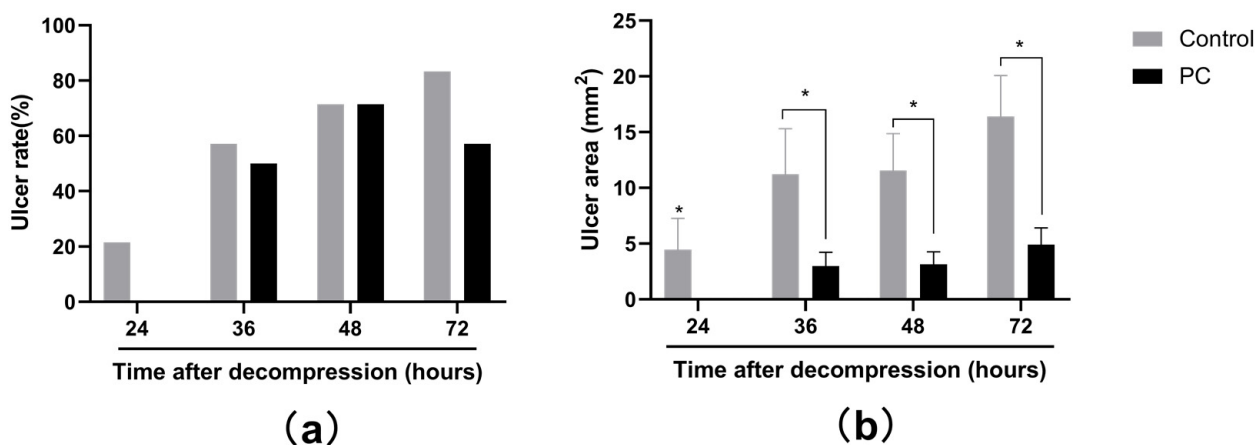 100
80
60
40
20
0
Ulcer rate(%)
24 36 48 72
Time after decompression (hours)
(a)
25
20
15
10
5
0
Ulcer area (mm²)
* * * *
24 36 48 72
Time after decompression (hours)
(b)
Control
PC